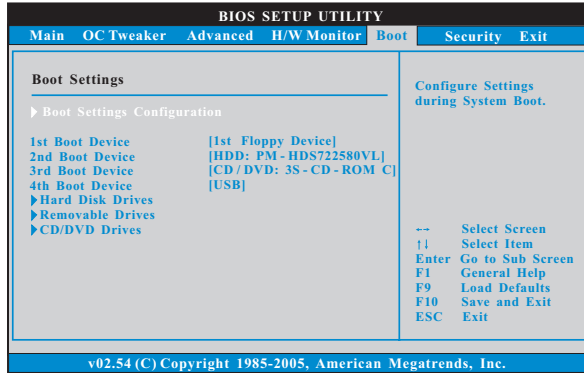 BIOS SETUP UTILITY
Main OC Tweaker Advanced H/W Monitor Boot Security Exit
Boot Settings
Boot Settings Configuration
1st Boot Device [1st Floppy Device]
2nd Boot Device [HDD: PM - HDS722580VL]
3rd Boot Device [CD / DVD: 3S - CD - ROM C]
4th Boot Device [USB]
Hard Disk Drives
Removable Drives
CD/DVD Drives
Configure Settings
during System Boot.
←→ Select Screen
↑↓ Select Item
Enter Go to Sub Screen
F1 General Help
F9 Load Defaults
F10 Save and Exit
ESC Exit
v02.54 (C) Copyright 1985-2005, American Megatrends, Inc.